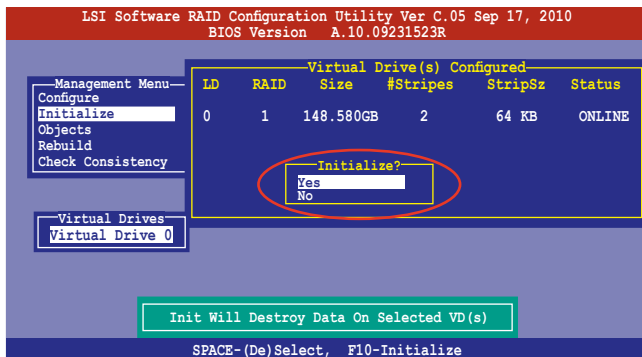 LSI Software RAID Configuration Utility Ver C.05 Sep 17, 2010
BIOS Version A.10.09231523R
Virtual Drive(s) Configured
LD RAID Size #Stripes StripSz Status
0 1 148.580GB 2 64 KB ONLINE
Management Menu
Configure
Initialize
Objects
Rebuild
Check Consistency
Initialize?
Yes
No
Virtual Drives
Virtual Drive 0
Init Will Destroy Data On Selected VD(s)
SPACE-(De)Select, F10-Initialize